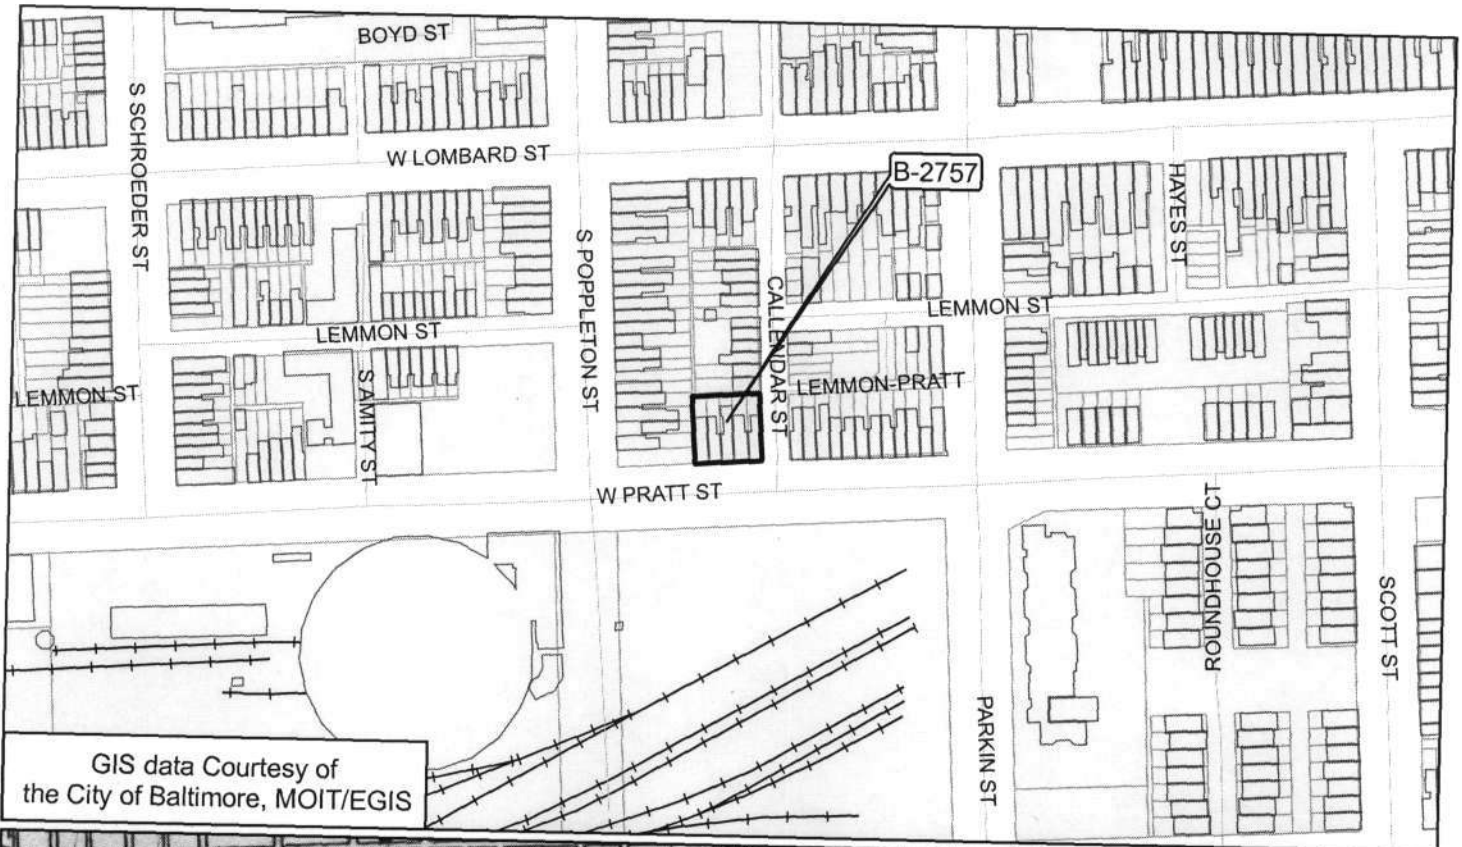 BOYD ST
S SCHROEDER ST
W LOMBARD ST
B-2757
HAYES ST
S POPPLETON ST
CALLENDAR ST
LEMMON ST
LEMMON ST
LEMMON ST
S AMITY ST
LEMMON-PRATT
W PRATT ST
ROUNDHOUSE CT
SCOTT ST
PARKIN ST
GIS data Courtesy of
the City of Baltimore, MOIT/EGIS